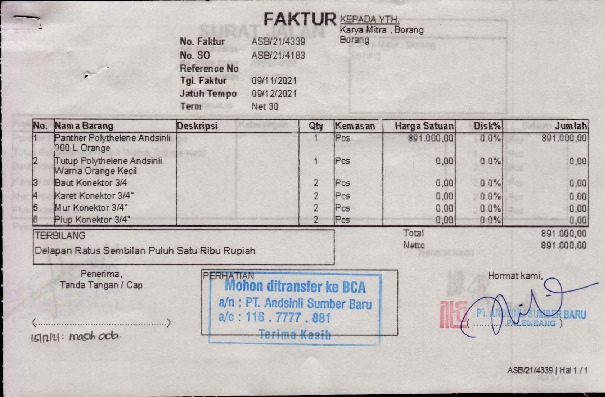 FAKTUR
KEPADA YTH,
Karya Mitra , Borang
Borang
No. Faktur ASB/21/4339
No. SO ASB/21/4183
Reference No
Tgl. Faktur 09/11/2021
Jatuh Tempo 09/12/2021
Term Net 30
No. Nama Barang Deskripsi Qty Kemasan Harga Satuan Disk% Jumlah
1 Panther Polythelene Andsinli 1 Pcs 891.000,00 0.0% 891.000,00
300 L Orange
2 Tutup Polythelene Andsinli 1 Pcs 0,00 0.0% 0,00
Warna Orange Kecil
3 Baut Konektor 3/4 2 Pcs 0,00 0.0% 0,00
4 Karet Konektor 3/4" 2 Pcs 0,00 0.0% 0,00
5 Mur Konektor 3/4" 2 Pcs 0,00 0.0% 0,00
6 Plup Konektor 3/4" 2 Pcs 0,00 0.0% 0,00
TERBILANG
Delapan Ratus Sembilan Puluh Satu Ribu Rupiah
Total 891.000,00
Netto 891.000,00
Penerima,
Tanda Tangan / Cap
PERHATIAN
Mohon ditransfer ke BCA
a/n : PT. Andsinli Sumber Baru
a/c : 116 . 7777 . 881
Terima Kasih
Hormat kami,
PT. ANDSINLI SUMBER BARU
PALEMBANG
masih ada.
ASB/21/4339 | Hal 1 / 1